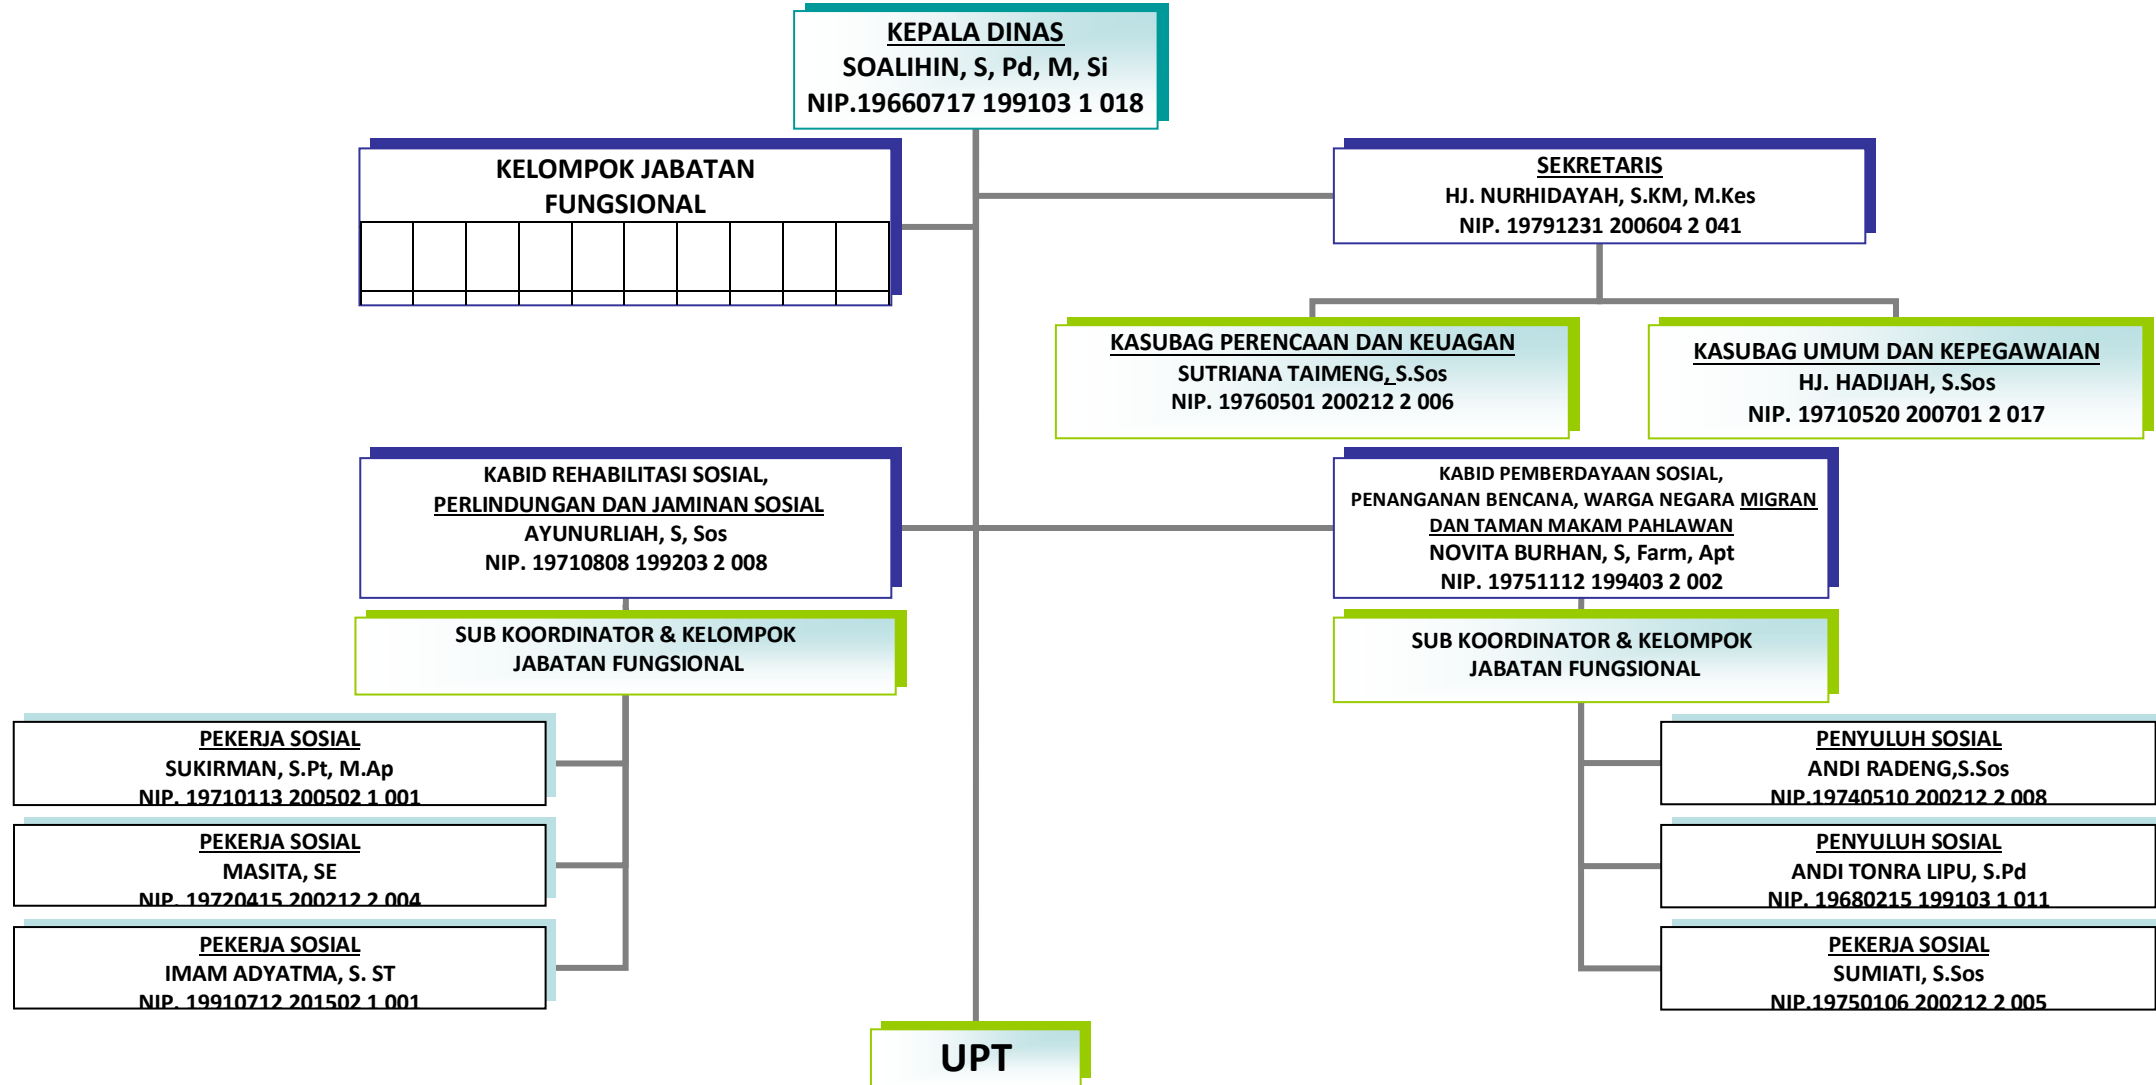 KEPALA DINAS
SOALIHIN, S, Pd, M, Si
NIP.19660717 199103 1 018
KELOMPOK JABATAN
FUNGSIONAL
SEKRETARIS
HJ. NURHIDAYAH, S.KM, M.Kes
NIP. 19791231 200604 2 041
KASUBAG PERENCAAN DAN KEUAGAN
SUTRIANA TAIMENG, S.Sos
NIP. 19760501 200212 2 006
KASUBAG UMUM DAN KEPEGAWAIAN
HJ. HADIJAH, S.Sos
NIP. 19710520 200701 2 017
KABID REHABILITASI SOSIAL,
PERLINDUNGAN DAN JAMINAN SOSIAL
AYUNURLIAH, S, Sos
NIP. 19710808 199203 2 008
KABID PEMBERDAYAAN SOSIAL,
PENANGANAN BENCANA, WARGA NEGARA MIGRAN
DAN TAMAN MAKAM PAHLAWAN
NOVITA BURHAN, S, Farm, Apt
NIP. 19751112 199403 2 002
SUB KOORDINATOR & KELOMPOK
JABATAN FUNGSIONAL
SUB KOORDINATOR & KELOMPOK
JABATAN FUNGSIONAL
PEKERJA SOSIAL
SUKIRMAN, S.Pt, M.Ap
NIP. 19710113 200502 1 001
PEKERJA SOSIAL
MASITA, SE
NIP. 19720415 200212 2 004
PEKERJA SOSIAL
IMAM ADYATMA, S. ST
NIP. 19910712 201502 1 001
PENYULUH SOSIAL
ANDI RADENG,S.Sos
NIP.19740510 200212 2 008
PENYULUH SOSIAL
ANDI TONRA LIPU, S.Pd
NIP. 19680215 199103 1 011
PEKERJA SOSIAL
SUMIATI, S.Sos
NIP.19750106 200212 2 005
UPT